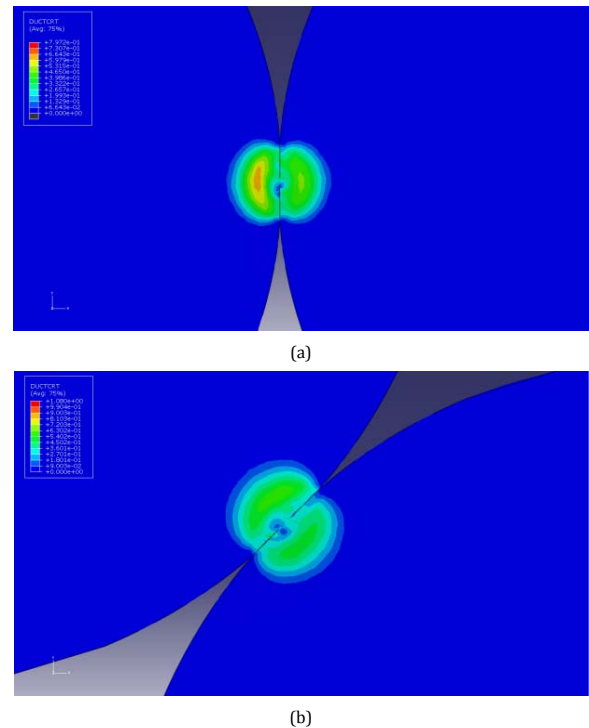 DUCTCRT
(Avg: 75%)
+7.972e-01
+7.307e-01
+6.643e-01
+5.979e-01
+5.315e-01
+4.650e-01
+3.986e-01
+3.322e-01
+2.657e-01
+1.993e-01
+1.329e-01
+6.643e-02
+0.000e+00
(a)
DUCTCRT
(Avg: 75%)
+1.080e+00
+9.904e-01
+9.003e-01
+8.103e-01
+7.203e-01
+6.302e-01
+5.402e-01
+4.502e-01
+3.601e-01
+2.701e-01
+1.801e-01
+9.003e-02
+0.000e+00
(b)